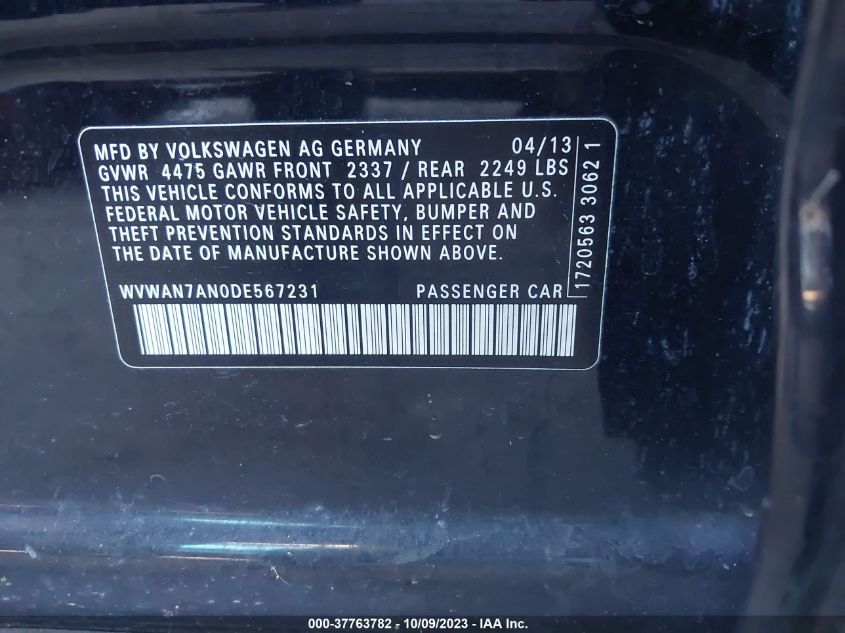 MFD BY VOLKSWAGEN AG GERMANY 04/13
GVWR 4475 GAWR FRONT 2337 / REAR 2249 LBS
THIS VEHICLE CONFORMS TO ALL APPLICABLE U.S.
FEDERAL MOTOR VEHICLE SAFETY, BUMPER AND
THEFT PREVENTION STANDARDS IN EFFECT ON
THE DATE OF MANUFACTURE SHOWN ABOVE.
WVWAN7AN0DE567231 PASSENGER CAR
1720563 30621
000-37763782 - 10/09/2023 - IAA Inc.